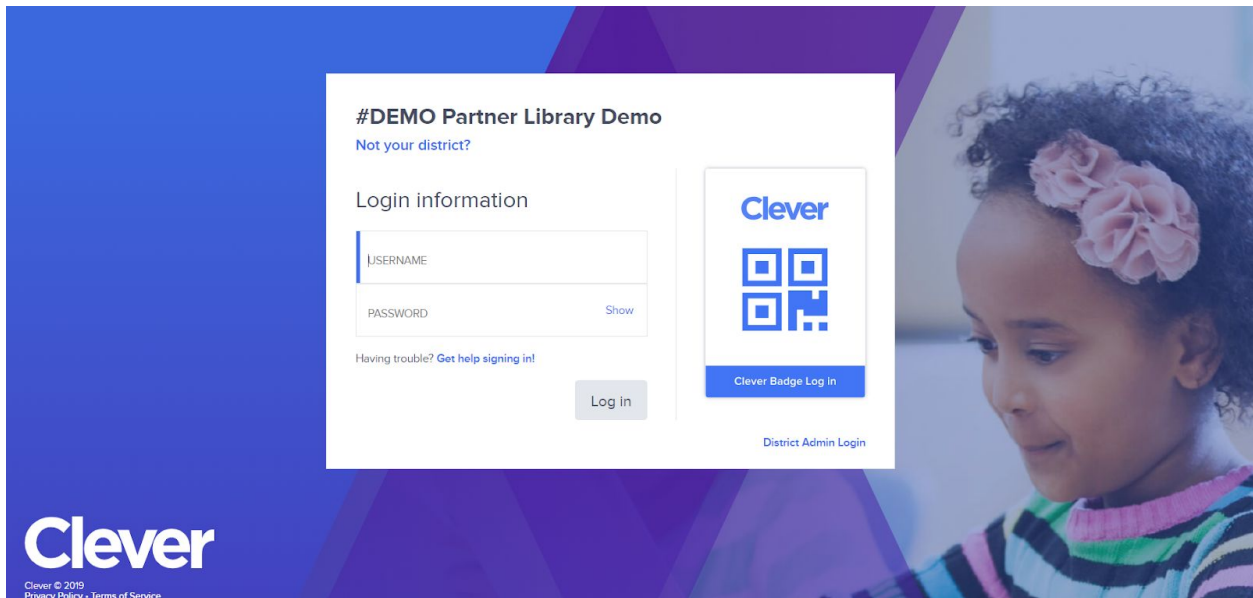 #DEMO Partner Library Demo
Not your district?
Login information
USERNAME
PASSWORD
Show
Having trouble? Get help signing in!
Log in
Clever
Clever Badge Log in
District Admin Login
Clever
Clever © 2019
Privacy Policy • Terms of Service